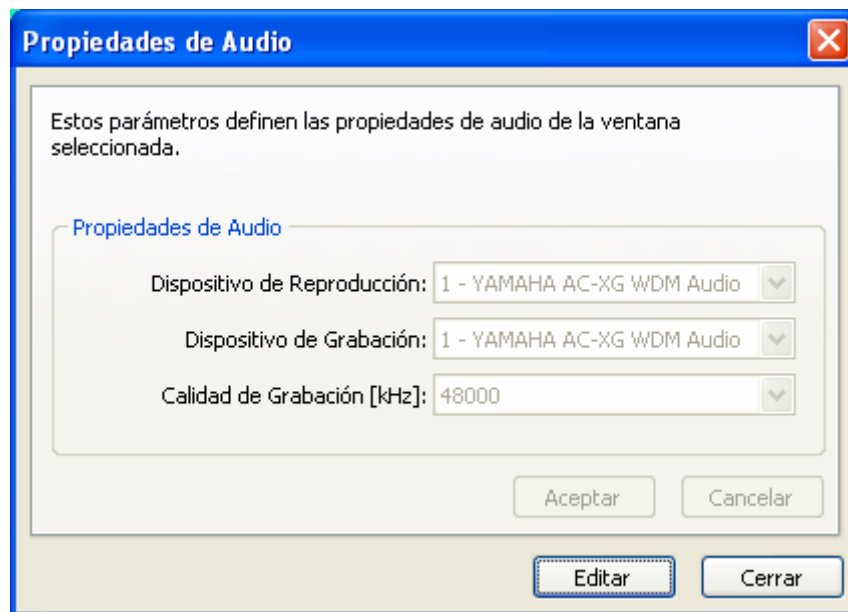 Propiedades de Audio
Estos parámetros definen las propiedades de audio de la ventana
seleccionada.
Propiedades de Audio
Dispositivo de Reproducción: 1 - YAMAHA AC-XG WDM Audio
Dispositivo de Grabación: 1 - YAMAHA AC-XG WDM Audio
Calidad de Grabación [kHz]: 48000
Aceptar Cancelar
Editar Cerrar